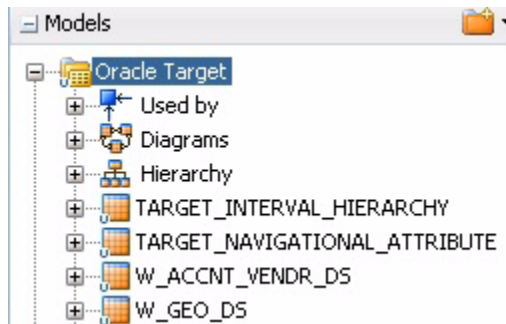 Models
Oracle Target
Used by
Diagrams
Hierarchy
TARGET_INTERVAL_HIERARCHY
TARGET_NAVIGATIONAL_ATTRIBUTE
W_ACCNT_VENDR_DS
W_GEO_DS